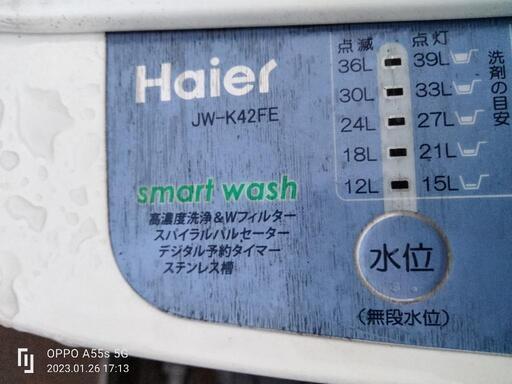 Haier
JW-K42FE
smart wash
高濃度洗浄&Wフィルター
スパイラルパルセーター
デジタル予約タイマー
ステンレス槽
点滅 点灯
36L 39L
30L 33L
24L 27L
18L 21L
12L 15L
洗剤の目安
水位
(無段水位)
OPPO A55s 5G
2023.01.26 17:13